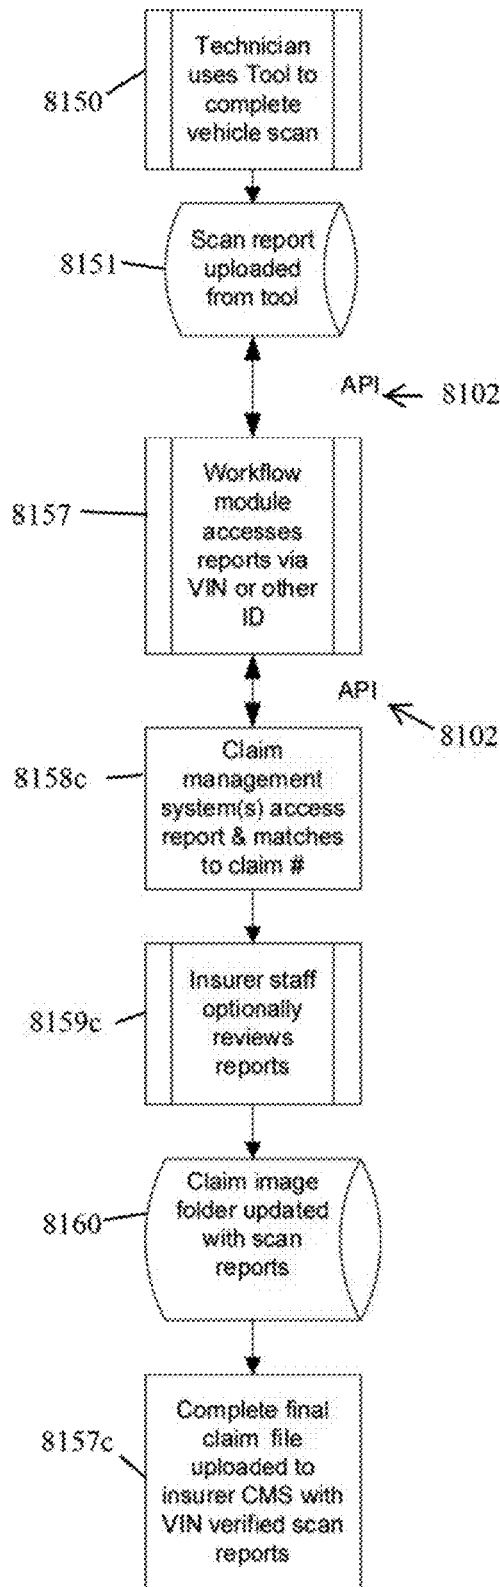 Technician
uses Tool to
complete
vehicle scan
8150
Scan report
uploaded
from tool
8151
API
8102
Workflow
module
accesses
reports via
VIN or other
ID
8157
API
8102
Claim
management
system(s) access
report & matches
to claim #
8158c
Insurer staff
optionally
reviews
reports
8159c
Claim image
folder updated
with scan
reports
8160
Complete final
claim file
uploaded to
insurer CMS with
VIN verified scan
reports
8157c